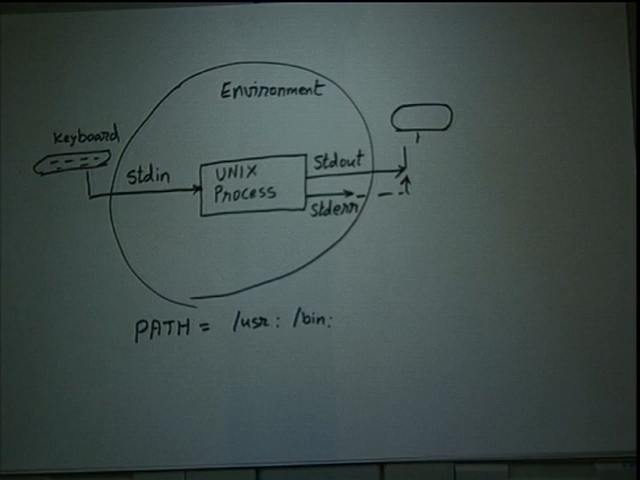 Environment
Keyboard
stdin
UNIX
Process
stdout
stderr
PATH = /usr: /bin: